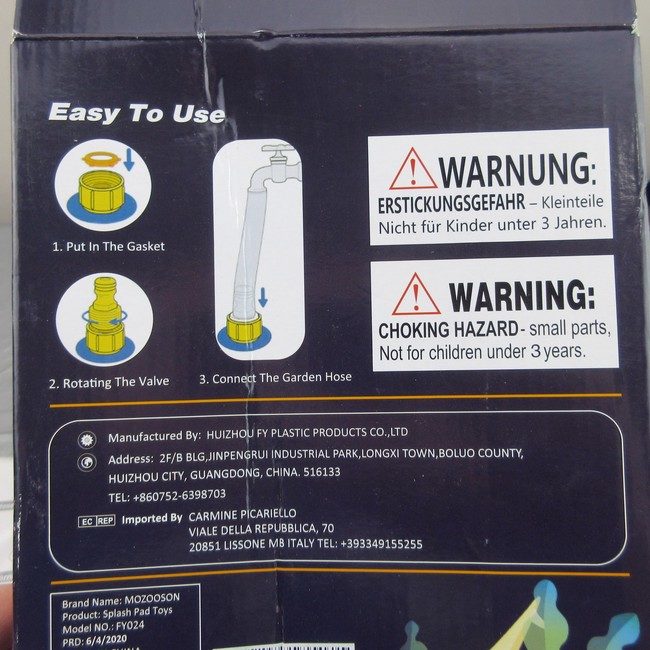 Easy To Use
1. Put In The Gasket
2. Rotating The Valve
3. Connect The Garden Hose
WARNUNG:
ERSTICKUNGSGEFAHR – Kleinteile
Nicht für Kinder unter 3 Jahren.
WARNING:
CHOKING HAZARD- small parts,
Not for children under 3 years.
Manufactured By: HUIZHOU FY PLASTIC PRODUCTS CO.,LTD
Address: 2F/B BLG,JINPENGRUI INDUSTRIAL PARK,LONGXI TOWN,BOLUO COUNTY,
HUIZHOU CITY, GUANGDONG, CHINA. 516133
TEL: +860752-6398703
EC REP Imported By CARMINE PICARIELLO
VIALE DELLA REPUBBLICA, 70
20851 LISSONE MB ITALY TEL: +393349155255
Brand Name: MOZOOSON
Product: Splash Pad Toys
Model NO.: FY024
PRD: 6/4/2020